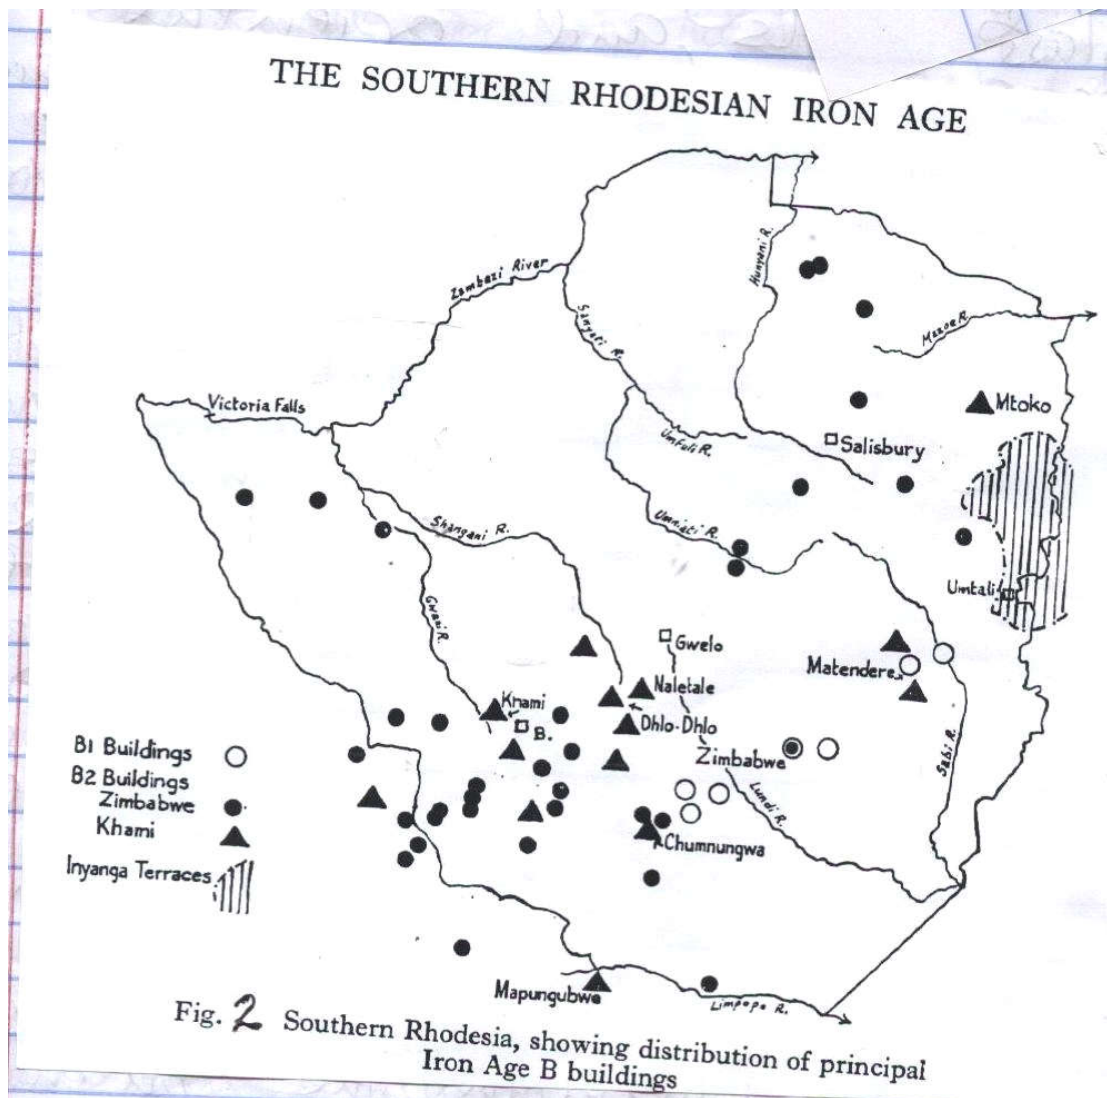 THE SOUTHERN RHODESIAN IRON AGE
Zambezi River
Hunyani R.
Sanyati R.
Mazoe R.
Victoria Falls
Mtoko
Umfuli R.
Salisbury
Shangani R.
Umniati R.
Gwaai R.
Umtali
Gwelo
Matendere
Naletale
Khami
Dhlo-Dhlo
B.
Zimbabwe
Sabi R.
Lundi R.
B1 Buildings
B2 Buildings
Zimbabwe
Khami
Chumnungwa
Inyanga Terraces
Mapungubwe
Limpopo R.
Fig. 2 Southern Rhodesia, showing distribution of principal
Iron Age B buildings